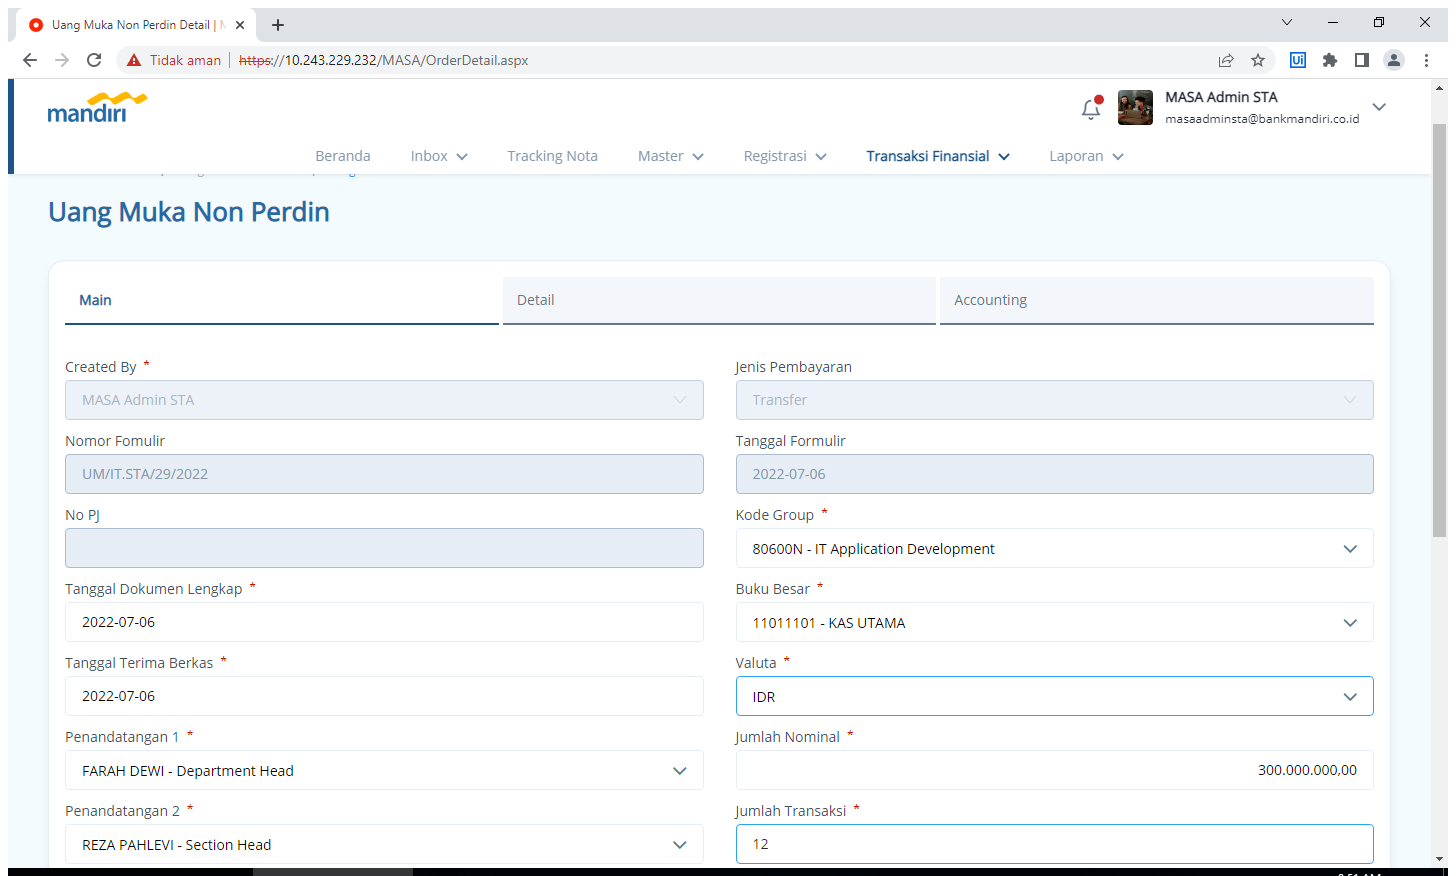 Uang Muka Non Perdin Detail |
Tidak aman | https://10.243.229.232/MASA/OrderDetail.aspx
mandiri
MASA Admin STA
masaadminsta@bankmandiri.co.id
Beranda Inbox Tracking Nota Master Registrasi Transaksi Finansial Laporan
Uang Muka Non Perdin
Main Detail Accounting
Created By *
MASA Admin STA
Jenis Pembayaran
Transfer
Nomor Fomulir
UM/IT.STA/29/2022
Tanggal Formulir
2022-07-06
No PJ
Kode Group *
80600N - IT Application Development
Tanggal Dokumen Lengkap *
2022-07-06
Buku Besar *
11011101 - KAS UTAMA
Tanggal Terima Berkas *
2022-07-06
Valuta *
IDR
Penandatangan 1 *
FARAH DEWI - Department Head
Jumlah Nominal *
300.000.000,00
Penandatangan 2 *
REZA PAHLEVI - Section Head
Jumlah Transaksi *
12